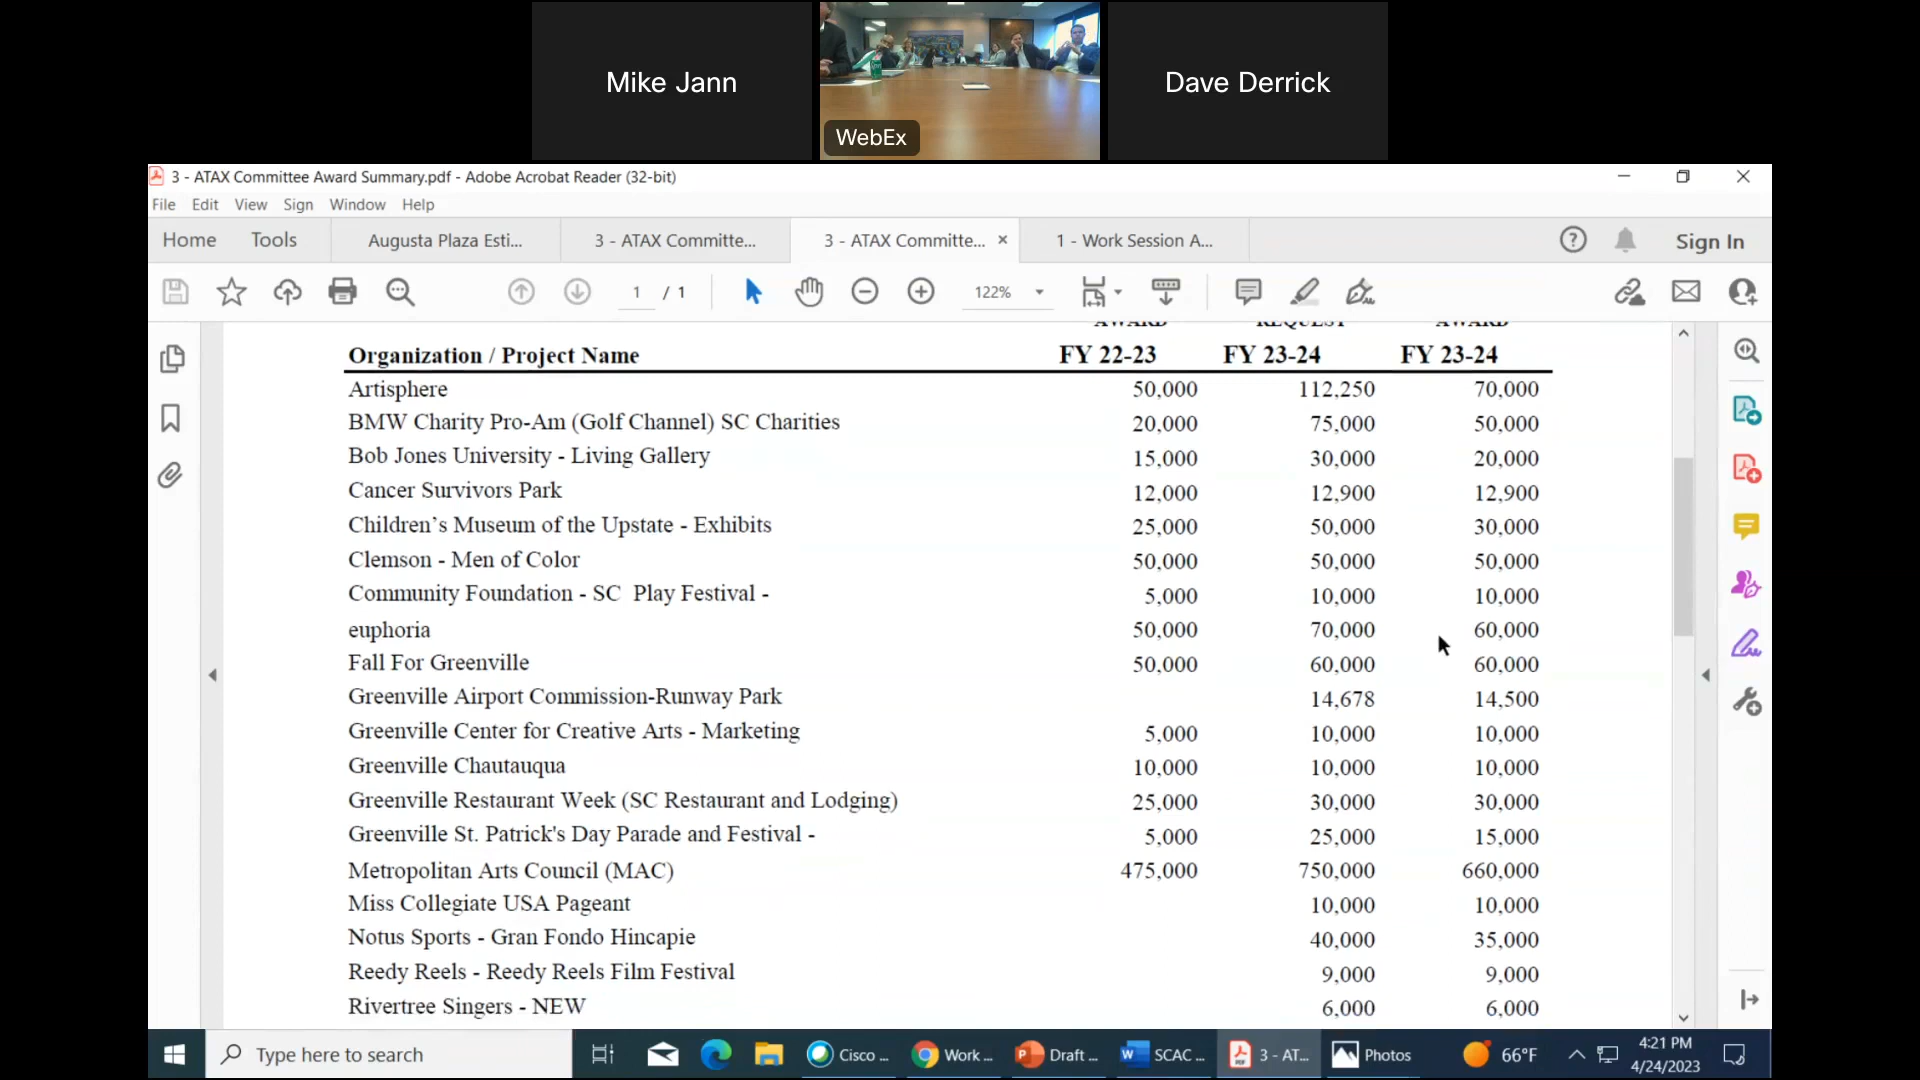 Mike Jann
WebEx
Dave Derrick
3 - ATAX Committee Award Summary.pdf - Adobe Acrobat Reader (32-bit)
File Edit View Sign Window Help
Home Tools Augusta Plaza Esti... 3 - ATAX Committe... 3 - ATAX Committe... × 1 - Work Session A... Sign In
1 / 1 122%
AWARD REQUEST AWARD
Organization / Project Name FY 22-23 FY 23-24 FY 23-24
Artisphere 50,000 112,250 70,000
BMW Charity Pro-Am (Golf Channel) SC Charities 20,000 75,000 50,000
Bob Jones University - Living Gallery 15,000 30,000 20,000
Cancer Survivors Park 12,000 12,900 12,900
Children's Museum of the Upstate - Exhibits 25,000 50,000 30,000
Clemson - Men of Color 50,000 50,000 50,000
Community Foundation - SC Play Festival - 5,000 10,000 10,000
euphoria 50,000 70,000 60,000
Fall For Greenville 50,000 60,000 60,000
Greenville Airport Commission-Runway Park 14,678 14,500
Greenville Center for Creative Arts - Marketing 5,000 10,000 10,000
Greenville Chautauqua 10,000 10,000 10,000
Greenville Restaurant Week (SC Restaurant and Lodging) 25,000 30,000 30,000
Greenville St. Patrick's Day Parade and Festival - 5,000 25,000 15,000
Metropolitan Arts Council (MAC) 475,000 750,000 660,000
Miss Collegiate USA Pageant 10,000 10,000
Notus Sports - Gran Fondo Hincapie 40,000 35,000
Reedy Reels - Reedy Reels Film Festival 9,000 9,000
Rivertree Singers - NEW 6,000 6,000
Type here to search Cisco ... Work ... Draft ... SCAC ... 3 - AT... Photos 66°F 4:21 PM
4/24/2023